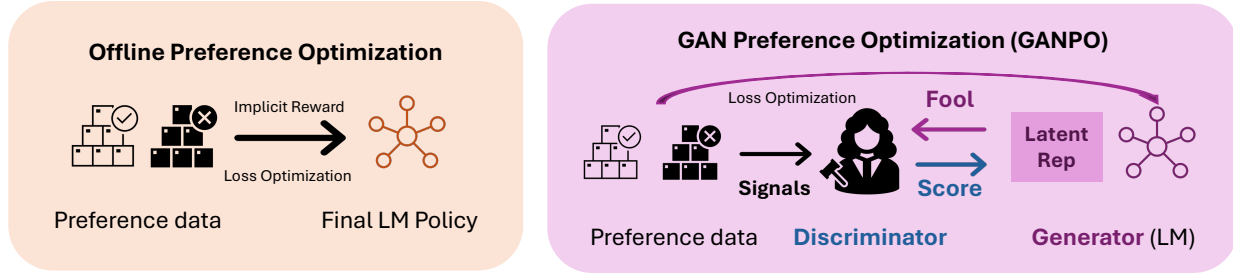 Offline Preference Optimization
Implicit Reward
Loss Optimization
Preference data
Final LM Policy
GAN Preference Optimization (GANPO)
Loss Optimization
Fool
Latent
Rep
Signals
Score
Preference data
Discriminator
Generator (LM)